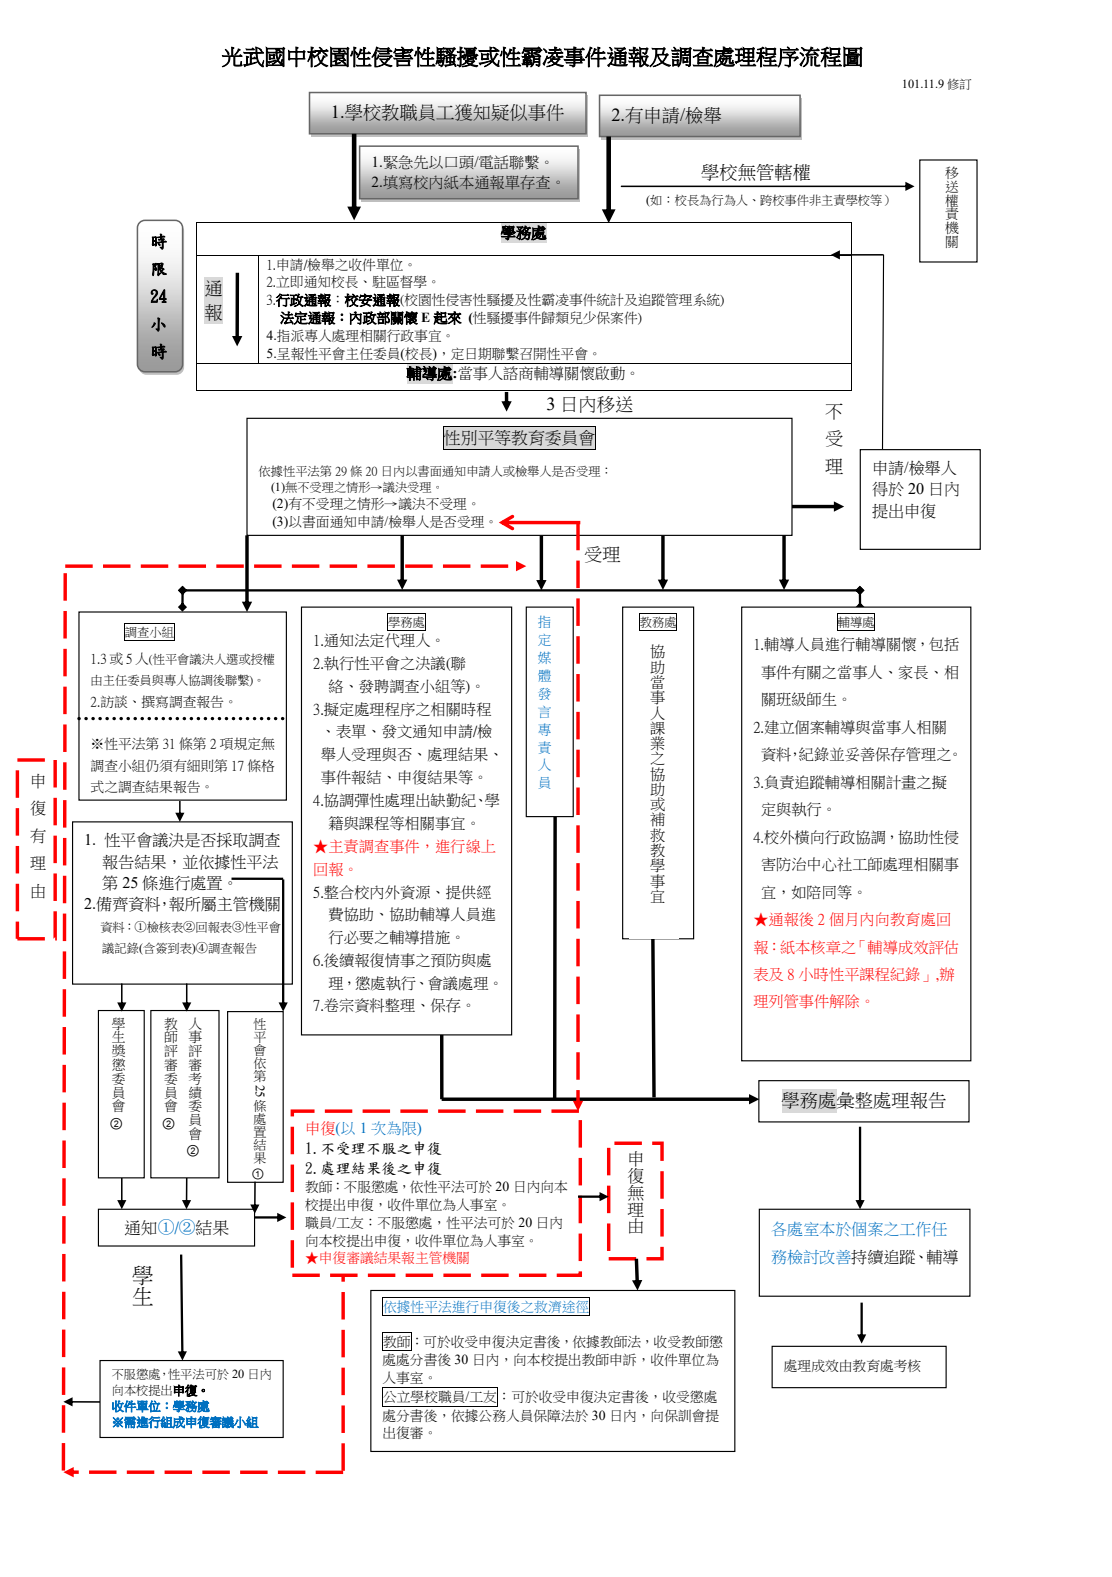 光武國中校園性侵害性騷擾或性霸凌事件通報及調查處理程序流程圖
101.11.9 修訂
1.學校教職員工獲知疑似事件
2.有申請/檢舉
1.緊急先以口頭/電話聯繫。
2.填寫校內紙本通報單存查。
學校無管轄權
(如：校長為行為人、跨校事件非主責學校等）
移送權責機關
時限24小時
學務處
通報
1.申請/檢舉之收件單位。
2.立即通知校長、駐區督學。
3.行政通報：校安通報(校園性侵害性騷擾及性霸凌事件統計及追蹤管理系統)
法定通報：內政部關懷 E 起來 (性騷擾事件歸類兒少保案件)
4.指派專人處理相關行政事宜。
5.呈報性平會主任委員(校長)，定日期聯繫召開性平會。
輔導處:當事人諮商輔導關懷啟動。
3 日內移送
不受理
性別平等教育委員會
依據性平法第 29 條 20 日內以書面通知申請人或檢舉人是否受理：
(1)無不受理之情形→議決受理。
(2)有不受理之情形→議決不受理。
(3)以書面通知申請/檢舉人是否受理。
申請/檢舉人
得於 20 日內
提出申復
受理
調查小組
1.3 或 5 人(性平會議決人選或授權
由主任委員與專人協調後聯繫)。
2.訪談、撰寫調查報告。
※性平法第 31 條第 2 項規定無
調查小組仍須有細則第 17 條格
式之調查結果報告。
學務處
1.通知法定代理人。
2.執行性平會之決議(聯
絡、發聘調查小組等)。
3.擬定處理程序之相關時程
、表單、發文通知申請/檢
舉人受理與否、處理結果、
事件報結、申復結果等。
4.協調彈性處理出缺勤紀、學
籍與課程等相關事宜。
★主責調查事件，進行線上
回報。
5.整合校內外資源、提供經
費協助、協助輔導人員進
行必要之輔導措施。
6.後續報復情事之預防與處
理，懲處執行、會議處理。
7.卷宗資料整理、保存。
指定媒體發言專責人員
教務處
協助當事人課業之協助或補救教學事宜
輔導處
1.輔導人員進行輔導關懷，包括
事件有關之當事人、家長、相
關班級師生。
2.建立個案輔導與當事人相關
資料，紀錄並妥善保存管理之。
3.負責追蹤輔導相關計畫之擬
定與執行。
4.校外橫向行政協調，協助性侵
害防治中心社工師處理相關事
宜，如陪同等。
★通報後 2 個月內向教育處回
報：紙本核章之「輔導成效評估
表及 8 小時性平課程紀錄」,辦
理列管事件解除。
申復有理由
1. 性平會議決是否採取調查
報告結果，並依據性平法
第 25 條進行處置。
2.備齊資料，報所屬主管機關
資料：①檢核表②回報表③性平會
議記錄(含簽到表)④調查報告
學生獎懲委員會②
教師評審委員會②
人事評審考績委員會②
性平會依第 25 條處置結果①
通知①/②結果
學生
不服懲處，性平法可於 20 日內
向本校提出申復。
收件單位：學務處
※需進行組成申復審議小組
申復(以 1 次為限)
1. 不受理不服之申復
2. 處理結果後之申復
教師：不服懲處，依性平法可於 20 日內向本
校提出申復，收件單位為人事室。
職員/工友：不服懲處，性平法可於 20 日內
向本校提出申復，收件單位為人事室。
★申復審議結果報主管機關
申復無理由
依據性平法進行申復後之救濟途徑
教師：可於收受申復決定書後，依據教師法，收受教師懲
處處分書後 30 日內，向本校提出教師申訴，收件單位為
人事室。
公立學校職員/工友：可於收受申復決定書後，收受懲處
處分書後，依據公務人員保障法於 30 日內，向保訓會提
出復審。
學務處彙整處理報告
各處室本於個案之工作任
務檢討改善持續追蹤、輔導
處理成效由教育處考核